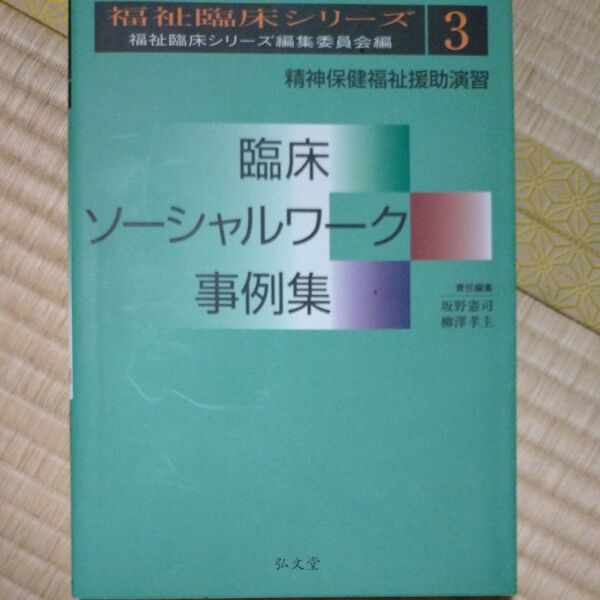 福祉臨床シリーズ 3
福祉臨床シリーズ編集委員会編
精神保健福祉援助演習
臨床
ソーシャルワーク
事例集
責任編集
坂野憲司
柳澤孝主
弘文堂